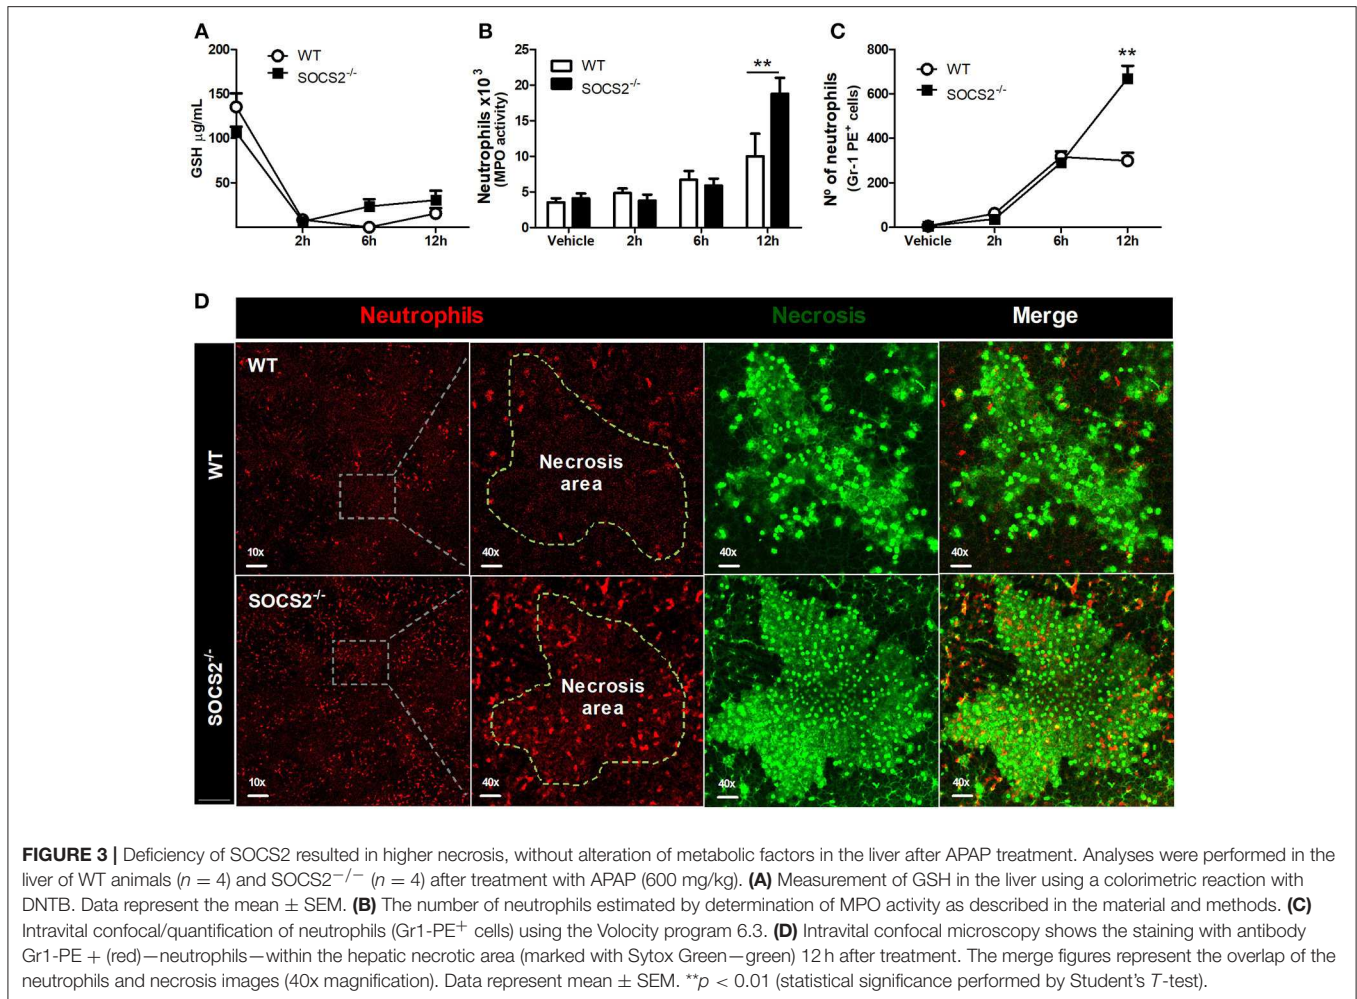 A
200
150
100
50
GSH µg/mL
WT
SOCS2-/-
2h
6h
12h
B
25
20
15
10
5
0
Neutrophils x10³
(MPO activity)
WT
SOCS2-/-
**
Vehicle
2h
6h
12h
C
800
600
400
200
0
Nº of neutrophils
(Gr-1 PE⁺ cells)
WT
SOCS2-/-
**
Vehicle
2h
6h
12h
D
Neutrophils
Necrosis
Merge
WT
WT
10x
Necrosis
area
40x
40x
40x
SOCS2-/-
SOCS2-/-
10x
Necrosis
area
40x
40x
40x
FIGURE 3 | Deficiency of SOCS2 resulted in higher necrosis, without alteration of metabolic factors in the liver after APAP treatment. Analyses were performed in the
liver of WT animals (n = 4) and SOCS2−/− (n = 4) after treatment with APAP (600 mg/kg). (A) Measurement of GSH in the liver using a colorimetric reaction with
DNTB. Data represent the mean ± SEM. (B) The number of neutrophils estimated by determination of MPO activity as described in the material and methods. (C)
Intravital confocal/quantification of neutrophils (Gr1-PE+ cells) using the Volocity program 6.3. (D) Intravital confocal microscopy shows the staining with antibody
Gr1-PE + (red)—neutrophils—within the hepatic necrotic area (marked with Sytox Green—green) 12 h after treatment. The merge figures represent the overlap of the
neutrophils and necrosis images (40x magnification). Data represent mean ± SEM. **p < 0.01 (statistical significance performed by Student's T-test).